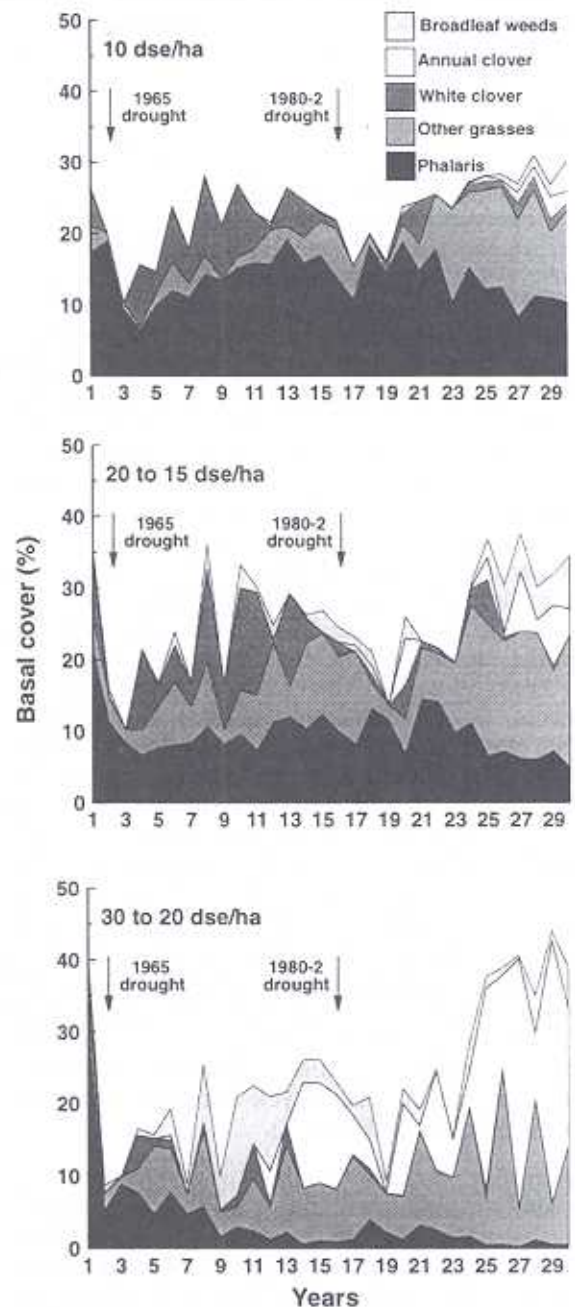 50
40
30
20
10
0
10 dse/ha
1965
drought
1980-2
drought
Broadleaf weeds
Annual clover
White clover
Other grasses
Phalaris
1 3 5 7 9 11 13 15 17 19 21 23 25 27 29
Basal cover (%)
50
40
30
20
10
0
20 to 15 dse/ha
1965
drought
1980-2
drought
1 3 5 7 9 11 13 15 17 19 21 23 25 27 29
50
40
30
20
10
0
30 to 20 dse/ha
1965
drought
1980-2
drought
1 3 5 7 9 11 13 15 17 19 21 23 25 27 29
Years